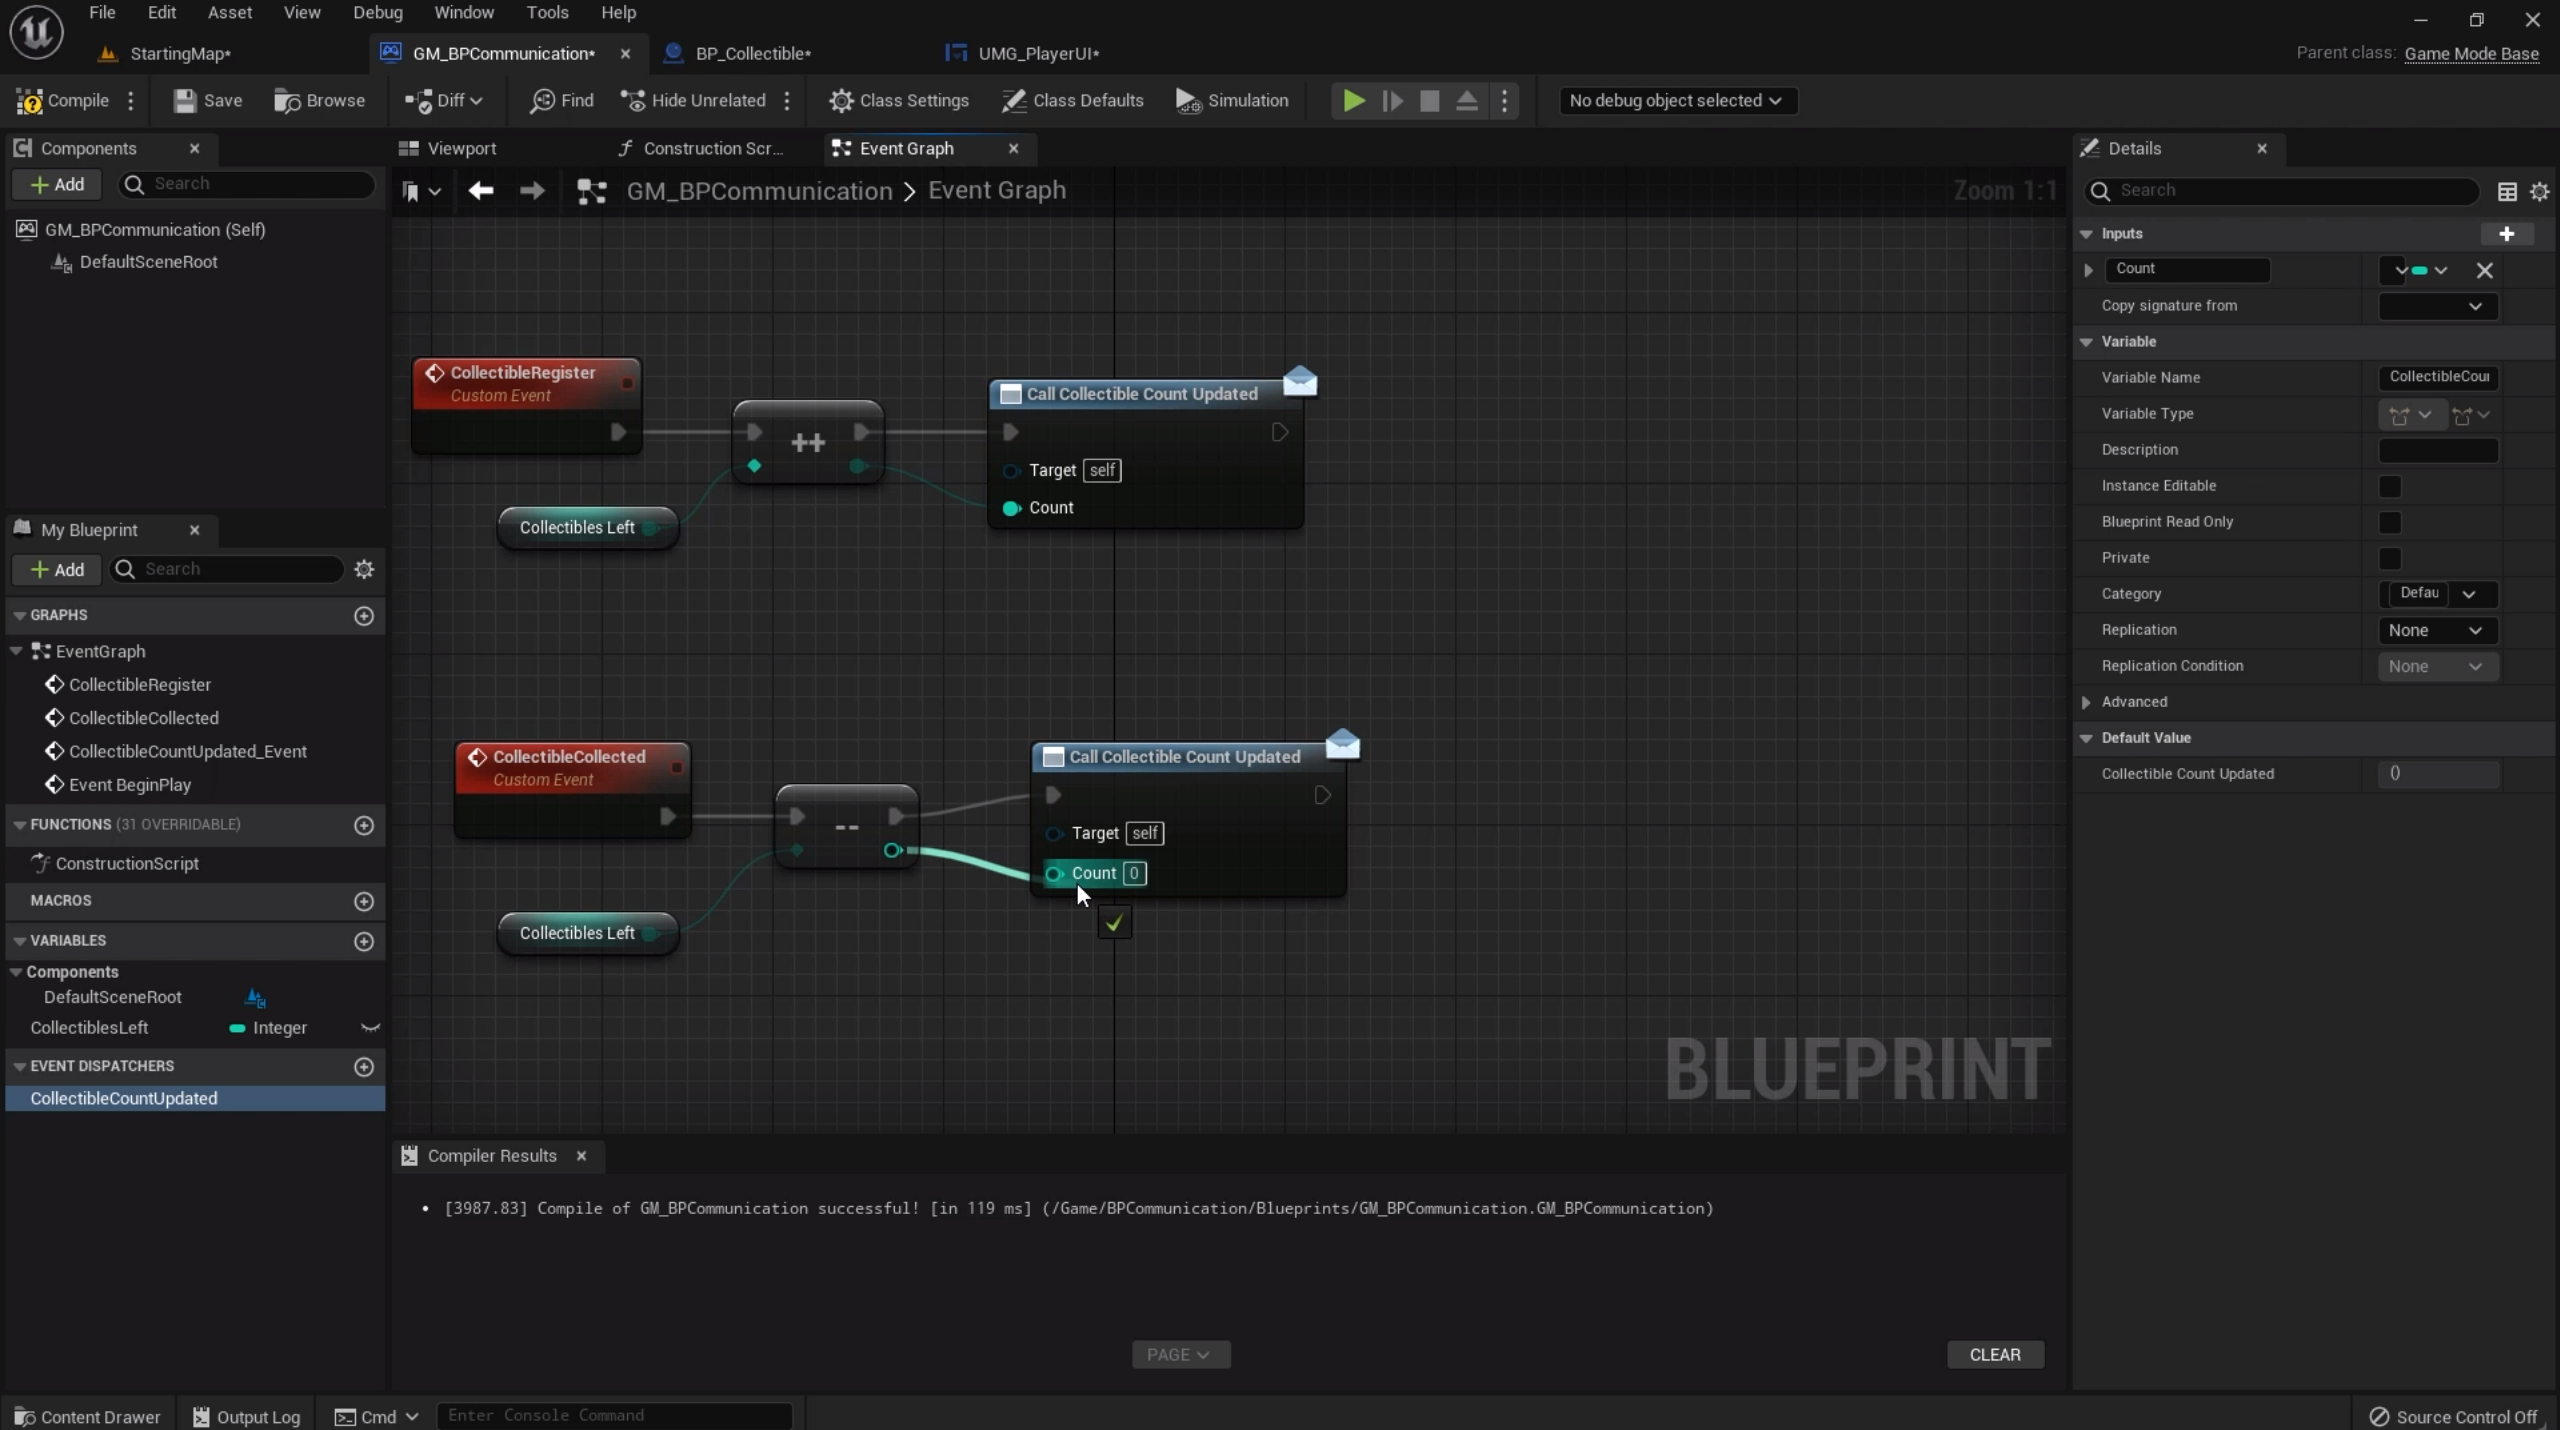 File Edit Asset View Debug Window Tools Help
StartingMap* GM_BPCommunication* BP_Collectible* UMG_PlayerUI* Parent class: Game Mode Base
Compile Save Browse Diff Find Hide Unrelated Class Settings Class Defaults Simulation No debug object selected
Components
Add Search
GM_BPCommunication (Self)
DefaultSceneRoot
My Blueprint
Add Search
GRAPHS
EventGraph
CollectibleRegister
CollectibleCollected
CollectibleCountUpdated_Event
Event BeginPlay
FUNCTIONS (31 OVERRIDABLE)
ConstructionScript
MACROS
VARIABLES
Components
DefaultSceneRoot
CollectiblesLeft Integer
EVENT DISPATCHERS
CollectibleCountUpdated
Viewport Construction Scr... Event Graph
GM_BPCommunication > Event Graph Zoom 1:1
CollectibleRegister
Custom Event
++
Collectibles Left
Call Collectible Count Updated
Target self
Count
CollectibleCollected
Custom Event
--
Collectibles Left
Call Collectible Count Updated
Target self
Count 0
BLUEPRINT
Compiler Results
• [3987.83] Compile of GM_BPCommunication successful! [in 119 ms] (/Game/BPCommunication/Blueprints/GM_BPCommunication.GM_BPCommunication)
PAGE CLEAR
Details
Search
Inputs
Count
Copy signature from
Variable
Variable Name CollectibleCou
Variable Type
Description
Instance Editable
Blueprint Read Only
Private
Category Defau
Replication None
Replication Condition None
Advanced
Default Value
Collectible Count Updated ()
Content Drawer Output Log Cmd Enter Console Command Source Control Off